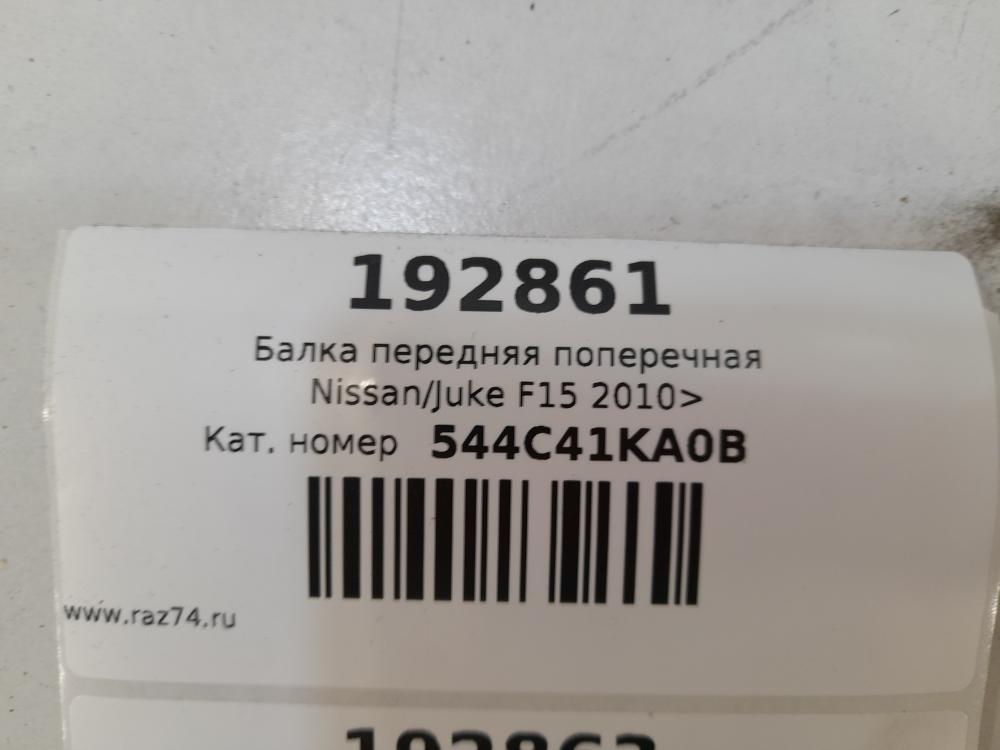 192861
Балка передняя поперечная
Nissan/Juke F15 2010>
Кат. номер 544C41KA0B
www.raz74.ru